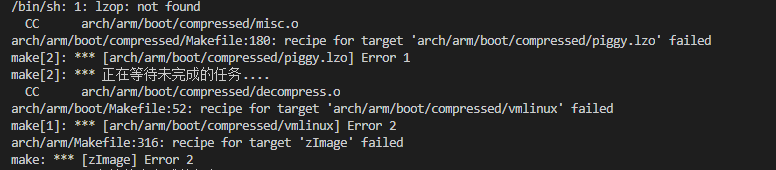 /bin/sh: 1: lzop: not found
  CC      arch/arm/boot/compressed/misc.o
arch/arm/boot/compressed/Makefile:180: recipe for target 'arch/arm/boot/compressed/piggy.lzo' failed
make[2]: *** [arch/arm/boot/compressed/piggy.lzo] Error 1
make[2]: *** 正在等待未完成的任务....
  CC      arch/arm/boot/compressed/decompress.o
arch/arm/boot/Makefile:52: recipe for target 'arch/arm/boot/compressed/vmlinux' failed
make[1]: *** [arch/arm/boot/compressed/vmlinux] Error 2
arch/arm/Makefile:316: recipe for target 'zImage' failed
make: *** [zImage] Error 2